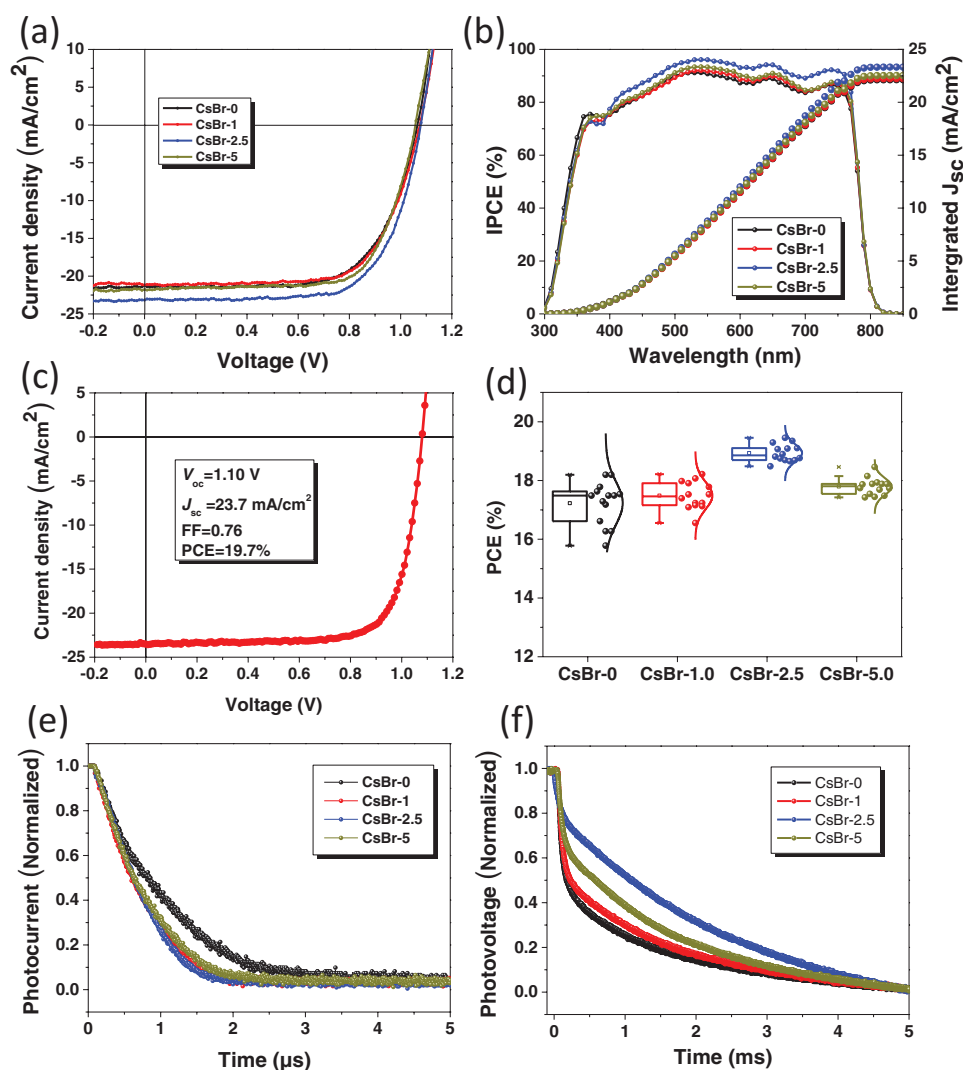 (a)
10
5
0
-5
-10
-15
-20
-25
Current density (mA/cm²)
CsBr-0
CsBr-1
CsBr-2.5
CsBr-5
-0.2 0.0 0.2 0.4 0.6 0.8 1.0 1.2
Voltage (V)
(b)
100
80
60
40
20
0
IPCE (%)
25
20
15
10
5
0
Intergrated J_SC (mA/cm²)
CsBr-0
CsBr-1
CsBr-2.5
CsBr-5
300 400 500 600 700 800
Wavelength (nm)
(c)
5
0
-5
-10
-15
-20
-25
Current density (mA/cm²)
V_oc=1.10 V
J_sc =23.7 mA/cm²
FF=0.76
PCE=19.7%
-0.2 0.0 0.2 0.4 0.6 0.8 1.0 1.2
Voltage (V)
(d)
20
18
16
14
12
PCE (%)
CsBr-0 CsBr-1.0 CsBr-2.5 CsBr-5.0
(e)
1.0
0.8
0.6
0.4
0.2
0.0
Photocurrent (Normalized)
CsBr-0
CsBr-1
CsBr-2.5
CsBr-5
0 1 2 3 4 5
Time (µs)
(f)
1.0
0.8
0.6
0.4
0.2
0.0
Photovoltage (Normalized)
CsBr-0
CsBr-1
CsBr-2.5
CsBr-5
0 1 2 3 4 5
Time (ms)